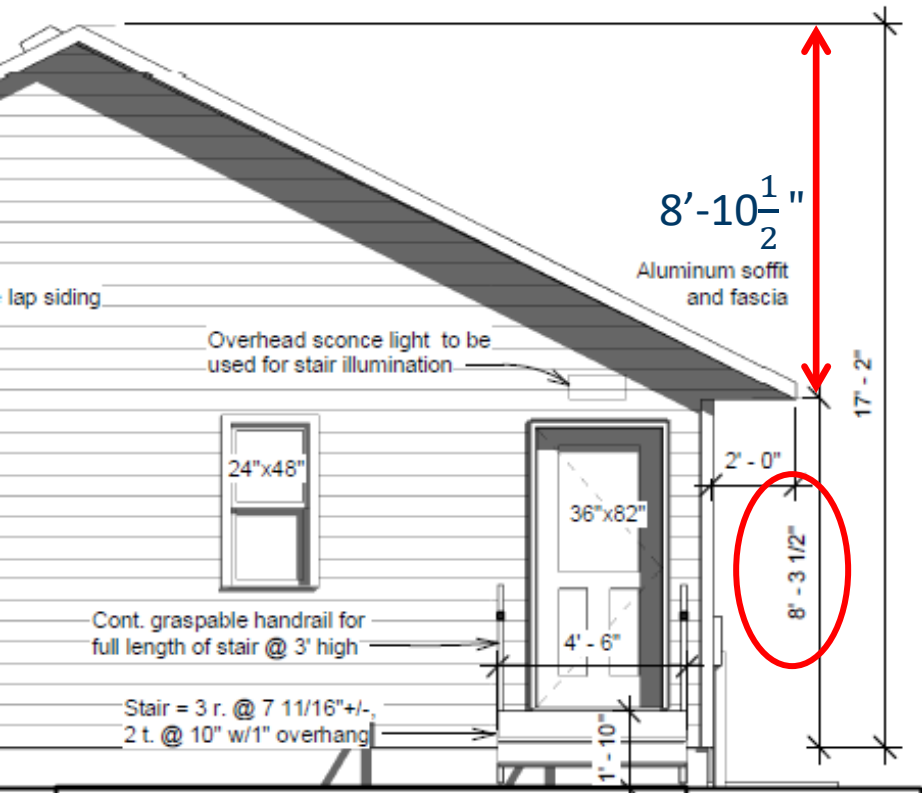 8'-10 1/2 "
Aluminum soffit
and fascia
lap siding
Overhead sconce light to be
used for stair illumination
17' - 2"
24"x48"
2' - 0"
36"x82"
8' - 3 1/2"
Cont. graspable handrail for
full length of stair @ 3' high
4' - 6"
Stair = 3 r. @ 7 11/16"+/-,
2 t. @ 10" w/1" overhang
1' - 10"